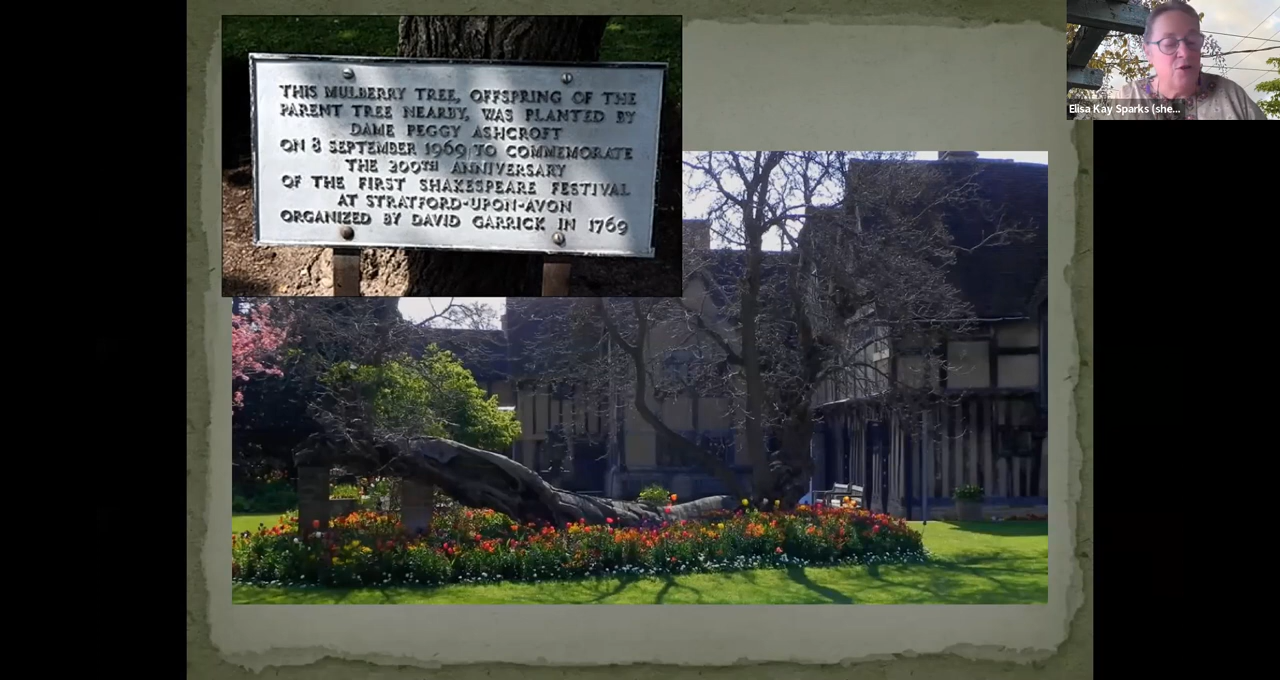 THIS MULBERRY TREE, OFFSPRING OF THE
PARENT TREE NEARBY, WAS PLANTED BY
DAME PEGGY ASHCROFT
ON 8 SEPTEMBER 1969 TO COMMEMORATE
THE 200TH ANNIVERSARY
OF THE FIRST SHAKESPEARE FESTIVAL
AT STRATFORD-UPON-AVON
ORGANIZED BY DAVID GARRICK IN 1769
Elisa Kay Sparks (she...